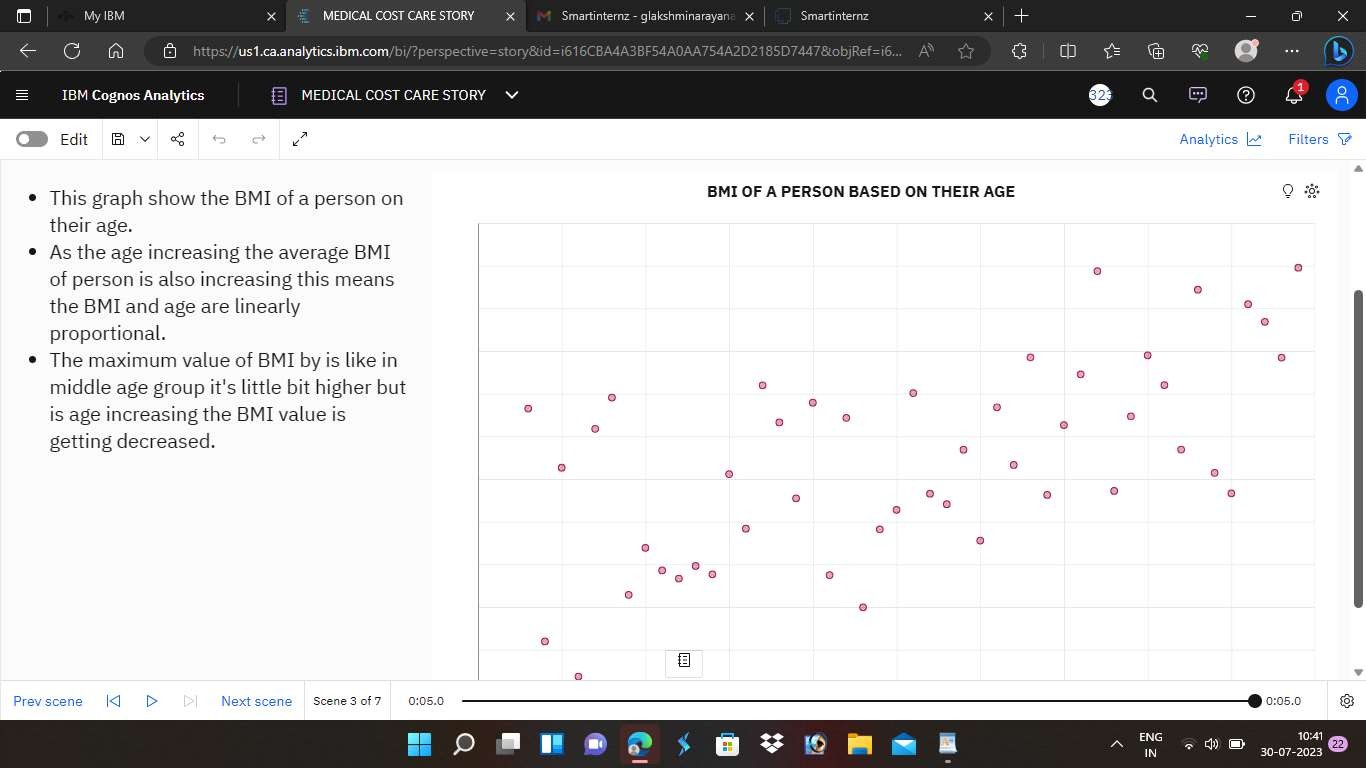 My IBM
MEDICAL COST CARE STORY
Smartinternz - glakshminarayana
Smartinternz
https://us1.ca.analytics.ibm.com/bi/?perspective=story&id=i616CBA4A3BF54A0AA754A2D2185D7447&objRef=i6...
IBM Cognos Analytics
MEDICAL COST CARE STORY
323
1
Edit
Analytics
Filters
• This graph show the BMI of a person on
their age.
• As the age increasing the average BMI
of person is also increasing this means
the BMI and age are linearly
proportional.
• The maximum value of BMI by is like in
middle age group it's little bit higher but
is age increasing the BMI value is
getting decreased.
BMI OF A PERSON BASED ON THEIR AGE
Prev scene
Next scene
Scene 3 of 7
0:05.0
0:05.0
ENG
IN
10:41
30-07-2023
22